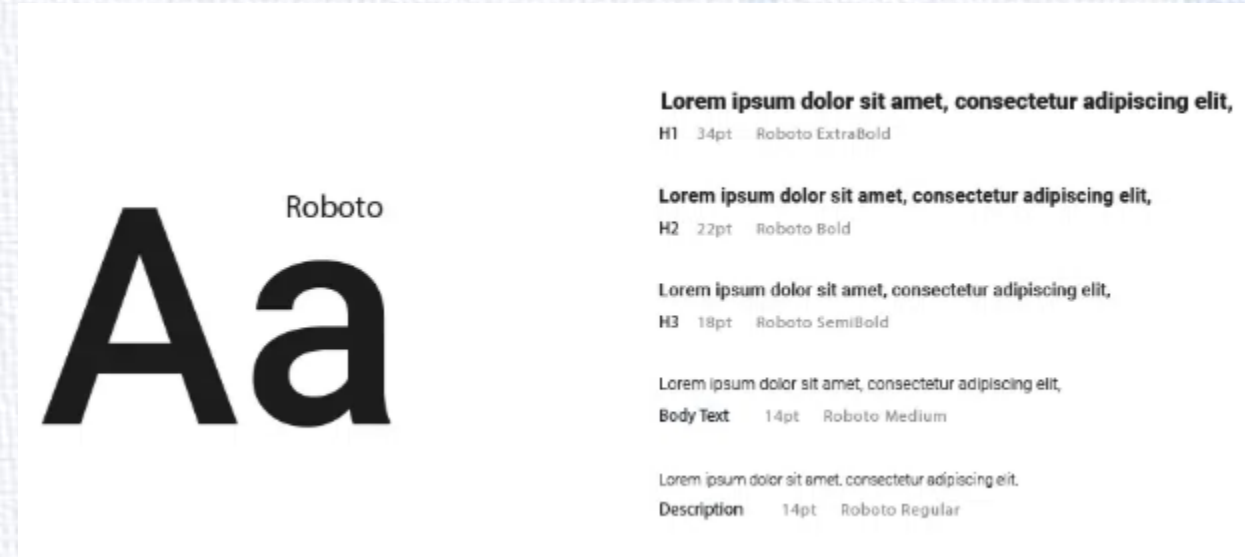 Aa
Roboto
Lorem ipsum dolor sit amet, consectetur adipiscing elit,
H1 34pt Roboto ExtraBold
Lorem ipsum dolor sit amet, consectetur adipiscing elit,
H2 22pt Roboto Bold
Lorem ipsum dolor sit amet, consectetur adipiscing elit,
H3 18pt Roboto SemiBold
Lorem ipsum dolor sit amet, consectetur adipiscing elit,
Body Text 14pt Roboto Medium
Lorem ipsum dolor sit amet, consectetur adipiscing elit,
Description 14pt Roboto Regular